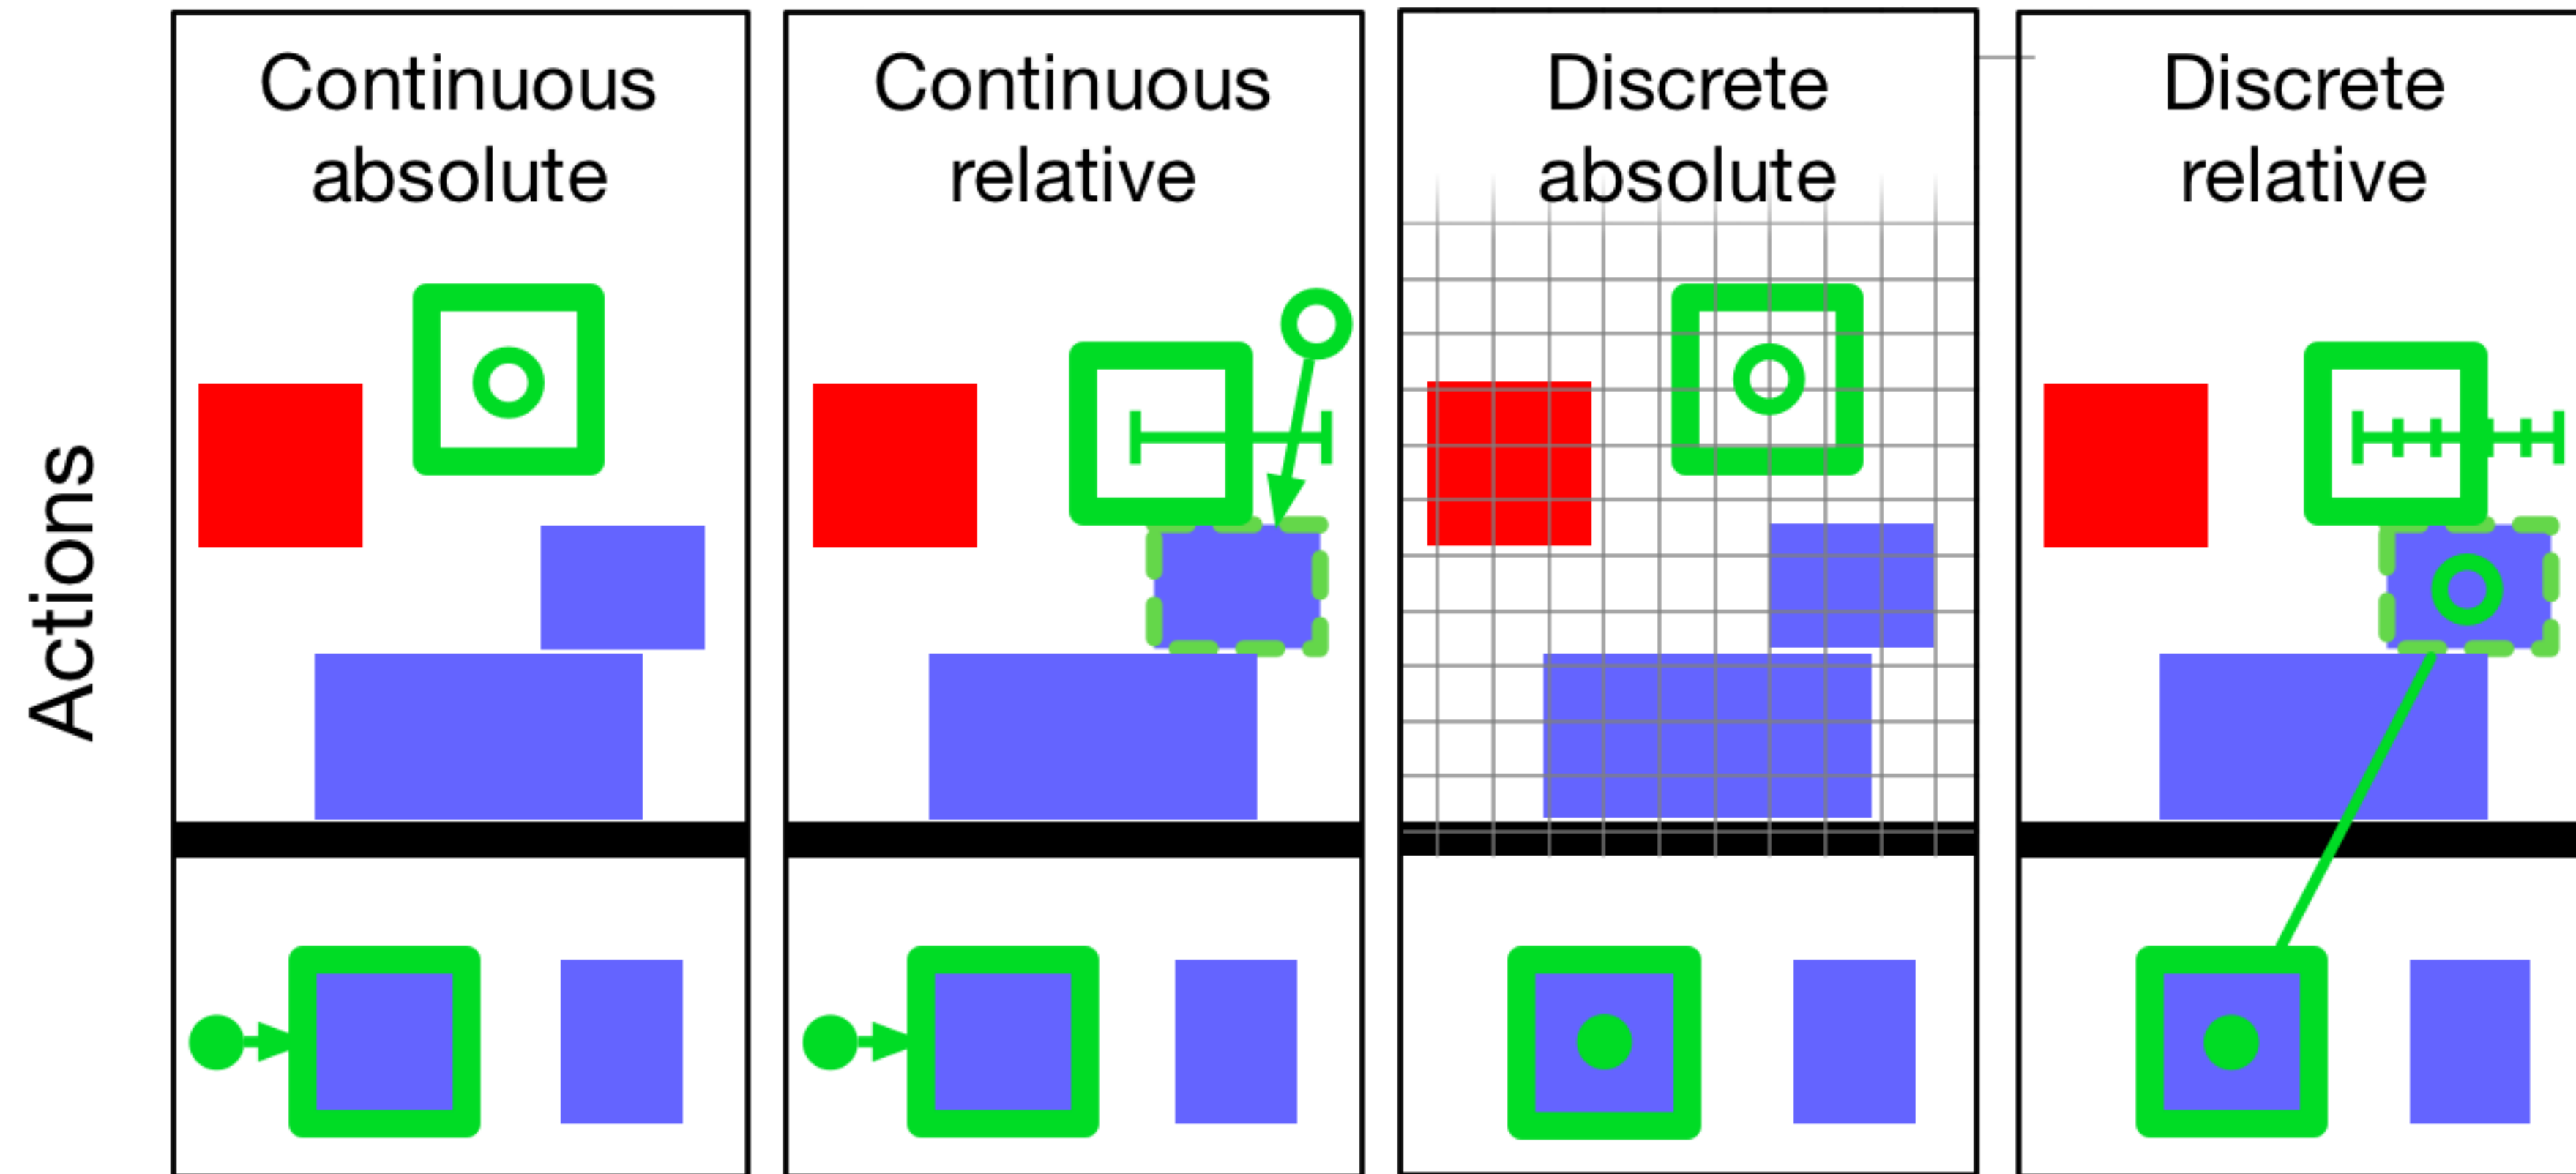 Actions
Continuous
absolute
Continuous
relative
Discrete
absolute
Discrete
relative